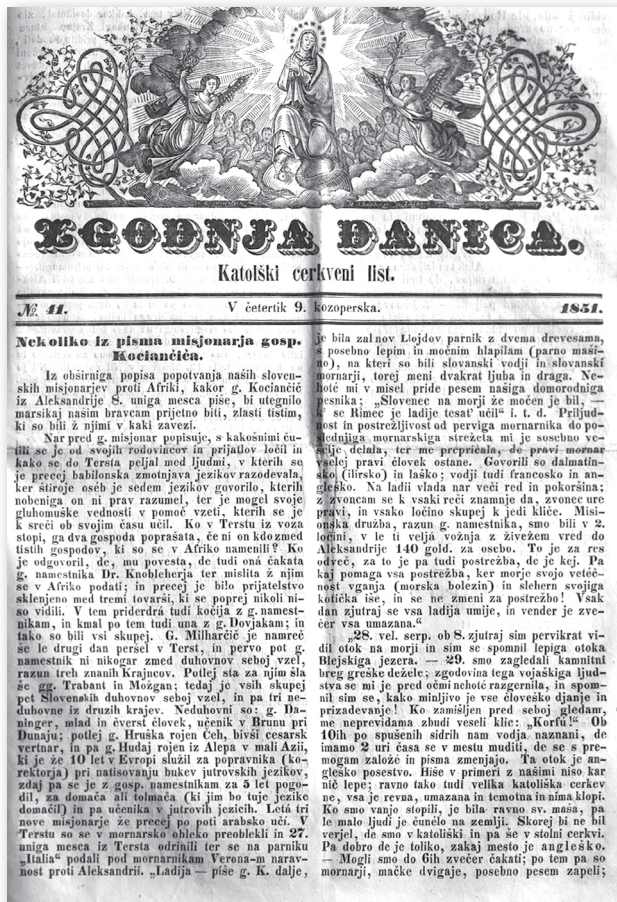 ZGODNJA DANICA.
Katolški cerkveni list.
№ 41.
V četertik 9. kozoperska.
1851.
Nekoliko iz pisma misjonarja gosp.
Kociančiča.
Iz obširniga popisa popotvanja naših sloven-
skih misjonarjev proti Afriki, kakor g. Kociančič
iz Aleksandrije 8. uniga mesca piše, bi utegnilo
marsikaj našim bravcam prijetno biti, zlasti tistim,
ki so bili ž njimi v kaki zavezi.
Nar pred g. misjonar popisuje, s kakošnimi ču-
tili se je od svojih rodovincov in prijatlov ločil in
kako se do Tersta peljal med ljudmi, v kterih se
je precej babilonska zmotnjava jezikov razodevala,
ker štiroje oseb je sedem jezikov govorilo, kterih
nobeniga on ni prav razumel, ter je mogel svoje
gluhomuške vednosti v pomoč vzeti, kterih se je
k sreči ob svojim času učil. Ko v Terstu iz voza
stopi, ga dva gospoda poprašata, če ni on kdo zmed
tistih gospodov, ki so se v Afriko namenili? Ko
je odgovoril, de, mu povesta, de tudi ona čakata
g. namestnika Dr. Knobleherja ter mislita ž njim
se v Afriko podati; in precej je bilo prijatelstvo
sklenjeno med tremi tovarši, ki se poprej nikoli ni-
so vidili. V tem priderdrá tudi kočija z g. namest-
nikam, in kmal po tem tudi una z g. Dovjakam; in
tako so bili vsi skupej. G. Milharčič je namreč
še le drugi dan peršel v Terst, in pervo pot g.
namestnik ni nikogar zmed duhovnov seboj vzel,
razun treh znanih Krajncov. Potlej sta za njim šla
še gg. Trabant in Možgan; tedaj je vsih skupej
pet Slovenskih duhovnov seboj vzel, in pa tri ne-
duhovne iz druzih krajev. Neduhovni so: g. Da-
ninger, mlad in čverst človek, učenik v Brunu pri
Dunaju; potlej g. Hruška rojen Čeh, bivši cesarsk
vertnar, in pa g. Hudaj rojen iz Alepa v mali Azii,
ki je že 10 let v Evropi služil za popravnika (ko-
rektorja) pri natisovanju bukev jutrovskih jezikov,
zdaj pa se je z gosp. namestnikam za 5 let pogo-
dil, za domača ali tolmača (ki jim bo tuje jezike
domačil) in pa učenika v jutrovih jezicih. Letá tri
nove misjonarje že precej po poti arabsko učí. V
Terstu so se v mornarsko obleko preoblekli in 27.
uniga mesca iz Tersta odrinili ter se na parniku
„Italia“ podali pod mornarnikam Verona-m narav-
nost proti Aleksandrii. „Ladija — piše g. K. dalje,
je bila zalnov Llojdov parnik z dvema drevesama,
s posebno lepim in močnim hlapilam (parno maši-
no), na kteri so bili slovanski vodji in slovanski
mornarji, torej meni dvakrat ljuba in draga. Ne-
hoté mi v misel pride pesem našiga domorodniga
pesnika; „Slovenec na morji že močen je bil, —
k' se Rimec je ladije tesat' učil“ i. t. d. Priljud-
nost in postrežljivost od perviga mornarnika do po-
slednjiga mornarskiga strežeta mi je sosebno ve-
selje delala, ter me prepričala, de pravi mornar
vselej pravi človek ostane. Govorili so dalmatin-
sko (ilirsko) in laško; vodji tudi francosko in an-
gleško. Na ladii vlada nar veči red in pokoršina;
z zvoncam se k vsaki reči znamnje da, zvonec ure
pravi, in vsako ločino skupej k jedi kliče. Misi-
onska družba, razun g. namestnika, smo bili v 2.
ločini, v le ti veljá vožnja z živežem vred do
Aleksandrije 140 gold. za osebo. To je za res
odveč, za to je pa tudi postrežba, de je kej. Pa
kaj pomaga vsa postrežba, ker morje svojo večéč-
nost vganja (morska bolezin) in slehern svojiga
kotička iše, in se ne zmeni za postrežbo! Vsak
dan zjutraj se vsa ladija umije, in vender je zve-
čer vsa umazana.“
„28. vel. serp. ob 8. zjutraj sim pervikrat vi-
dil otok na morji in sim se spomnil lepiga otoka
Blejskiga jezera. — 29. smo zagledali kamnitni
breg greške dežele; zgodovina tega vojaškiga ljud-
stva se mi je pred očmi nehoté razgernila, in spom-
nil sim se, kako minljivo je vse človeško djanje in
prizadevanje! Ko zamišljen pred seboj gledam,
me neprevidama zbudí veseli klic: „Korfú!“ Ob
10ih po spušenih sidrih nam vodja naznani, de
imamo 2 uri časa se v mestu muditi, de se s pre-
mogam založé in pisma zmenjajo. Ta otok je an-
gleško posestvo. Hiše v primeri z našimi niso kar
nič lepe; ravno tako tudi velika katoliška cerkev
ne, vsa je revna, umazana in temotna in nima klopi.
Ko smo vanjo stopili, je bila ravno sv. maša, pa
le malo ljudi je čunčlo na zemlji. Skorej bi ne bil
verjel, de smo v katoliški in pa še v stolni cerkvi.
Pa dobro de je toliko, zakaj mesto je angleško.
— Mogli smo do 6ih zvečer čakati; po tem pa so
mornarji, mačke dvigaje, posebno pesem zapeli;